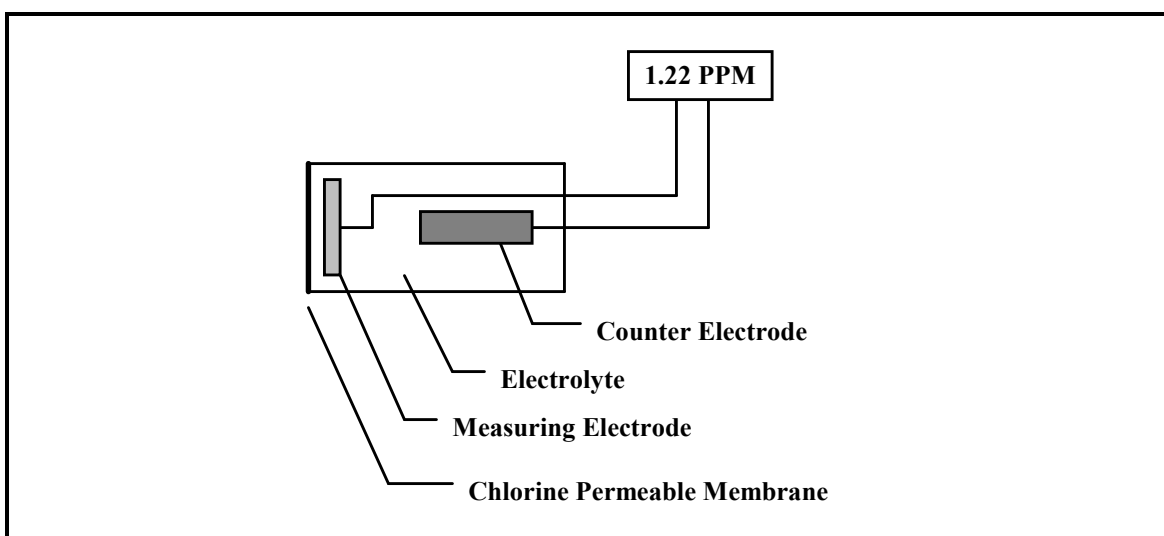 1.22 PPM
Counter Electrode
Electrolyte
Measuring Electrode
Chlorine Permeable Membrane